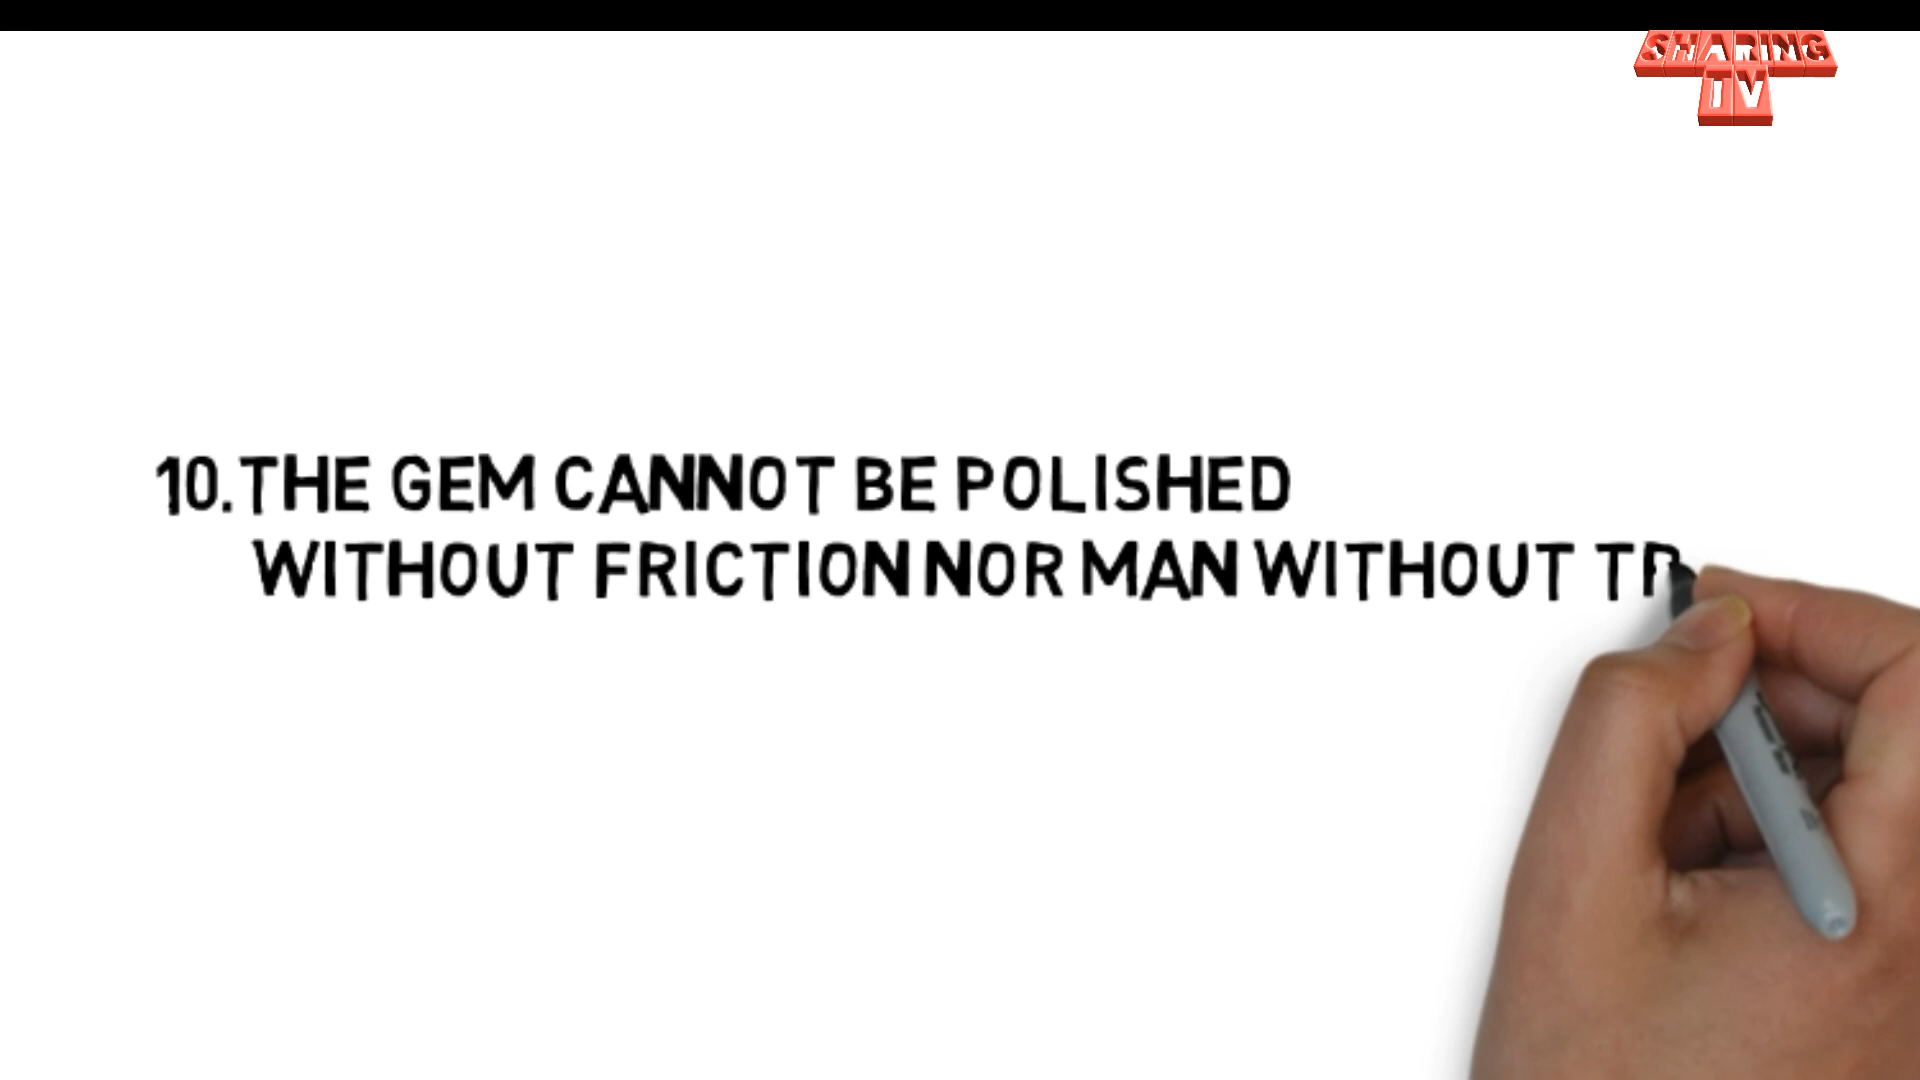 SHARING
TV
10. THE GEM CANNOT BE POLISHED
WITHOUT FRICTION NOR MAN WITHOUT